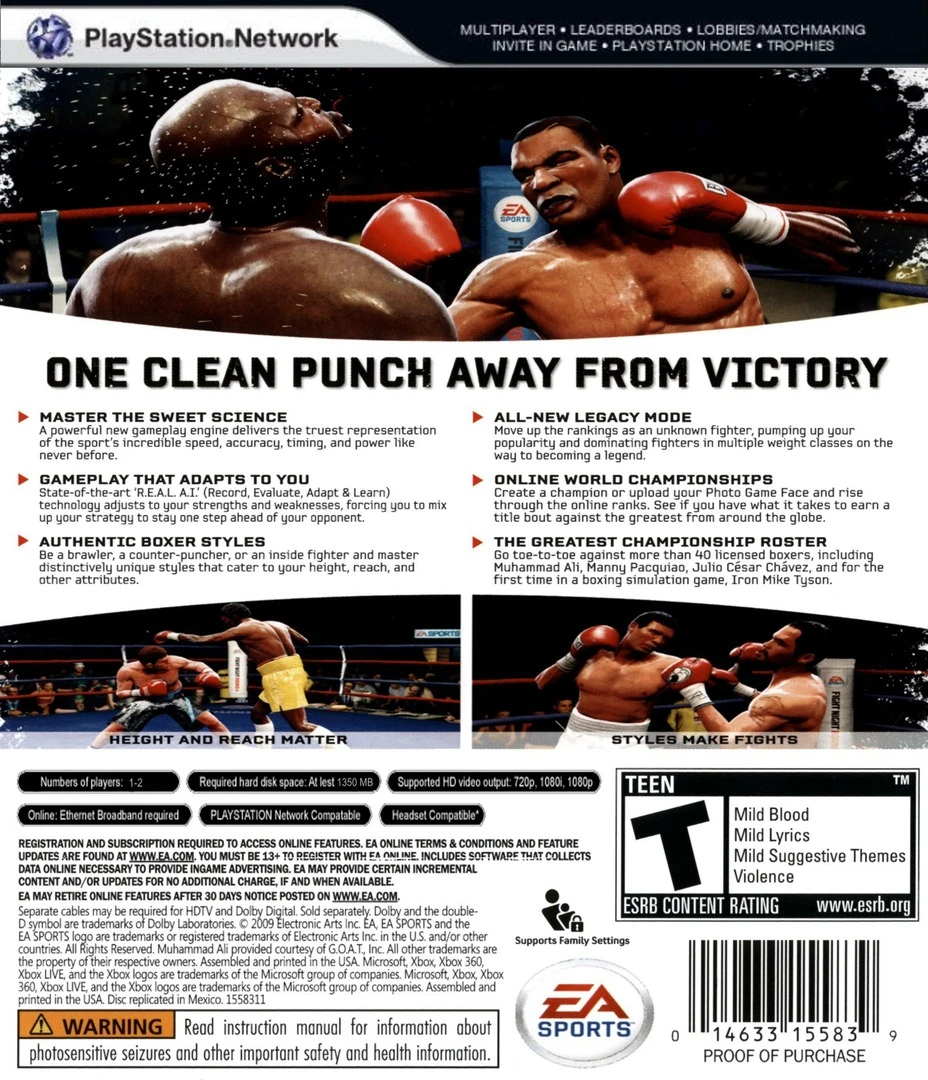 PlayStation®Network
MULTIPLAYER • LEADERBOARDS • LOBBIES/MATCHMAKING
INVITE IN GAME • PLAYSTATION HOME • TROPHIES
EA
SPORTS
ONE CLEAN PUNCH AWAY FROM VICTORY
MASTER THE SWEET SCIENCE
A powerful new gameplay engine delivers the truest representation
of the sport's incredible speed, accuracy, timing, and power like
never before.
GAMEPLAY THAT ADAPTS TO YOU
State-of-the-art 'R.E.A.L. A.I.' (Record, Evaluate, Adapt & Learn)
technology adjusts to your strengths and weaknesses, forcing you to mix
up your strategy to stay one step ahead of your opponent.
AUTHENTIC BOXER STYLES
Be a brawler, a counter-puncher, or an inside fighter and master
distinctively unique styles that cater to your height, reach, and
other attributes.
ALL-NEW LEGACY MODE
Move up the rankings as an unknown fighter, pumping up your
popularity and dominating fighters in multiple weight classes on the
way to becoming a legend.
ONLINE WORLD CHAMPIONSHIPS
Create a champion or upload your Photo Game Face and rise
through the online ranks. See if you have what it takes to earn a
title bout against the greatest from around the globe.
THE GREATEST CHAMPIONSHIP ROSTER
Go toe-to-toe against more than 40 licensed boxers, including
Muhammad Ali, Manny Pacquiao, Julio César Chávez, and for the
first time in a boxing simulation game, Iron Mike Tyson.
EA SPORTS
HEIGHT AND REACH MATTER
STYLES MAKE FIGHTS
Numbers of players: 1-2
Required hard disk space: At lest 1350 MB
Supported HD video output: 720p, 1080i, 1080p
Online: Ethernet Broadband required
PLAYSTATION Network Compatable
Headset Compatible*
REGISTRATION AND SUBSCRIPTION REQUIRED TO ACCESS ONLINE FEATURES. EA ONLINE TERMS & CONDITIONS AND FEATURE
UPDATES ARE FOUND AT WWW.EA.COM. YOU MUST BE 13+ TO REGISTER WITH EA ONLINE. INCLUDES SOFTWARE THAT COLLECTS
DATA ONLINE NECESSARY TO PROVIDE INGAME ADVERTISING. EA MAY PROVIDE CERTAIN INCREMENTAL
CONTENT AND/OR UPDATES FOR NO ADDITIONAL CHARGE, IF AND WHEN AVAILABLE.
EA MAY RETIRE ONLINE FEATURES AFTER 30 DAYS NOTICE POSTED ON WWW.EA.COM.
Separate cables may be required for HDTV and Dolby Digital. Sold separately. Dolby and the double-
D symbol are trademarks of Dolby Laboratories. © 2009 Electronic Arts Inc. EA, EA SPORTS and the
EA SPORTS logo are trademarks or registered trademarks of Electronic Arts Inc. in the U.S. and/or other
countries. All Rights Reserved. Muhammad Ali provided courtesy of G.O.A.T., Inc. All other trademarks are
the property of their respective owners. Assembled and printed in the USA. Microsoft, Xbox, Xbox 360,
Xbox LIVE, and the Xbox logos are trademarks of the Microsoft group of companies. Microsoft, Xbox, Xbox
360, Xbox LIVE, and the Xbox logos are trademarks of the Microsoft group of companies. Assembled and
printed in the USA. Disc replicated in Mexico. 1558311
WARNING Read instruction manual for information about
photosensitive seizures and other important safety and health information.
Supports Family Settings
EA
SPORTS™
TEEN ™
T
Mild Blood
Mild Lyrics
Mild Suggestive Themes
Violence
ESRB CONTENT RATING www.esrb.org
0 14633 15583 9
PROOF OF PURCHASE